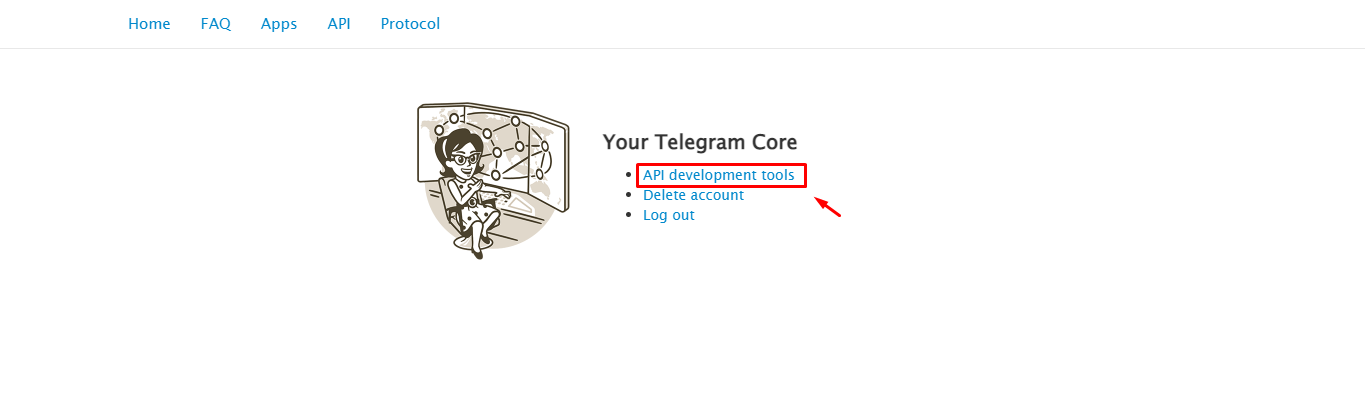 Home FAQ Apps API Protocol
Your Telegram Core
API development tools
Delete account
Log out